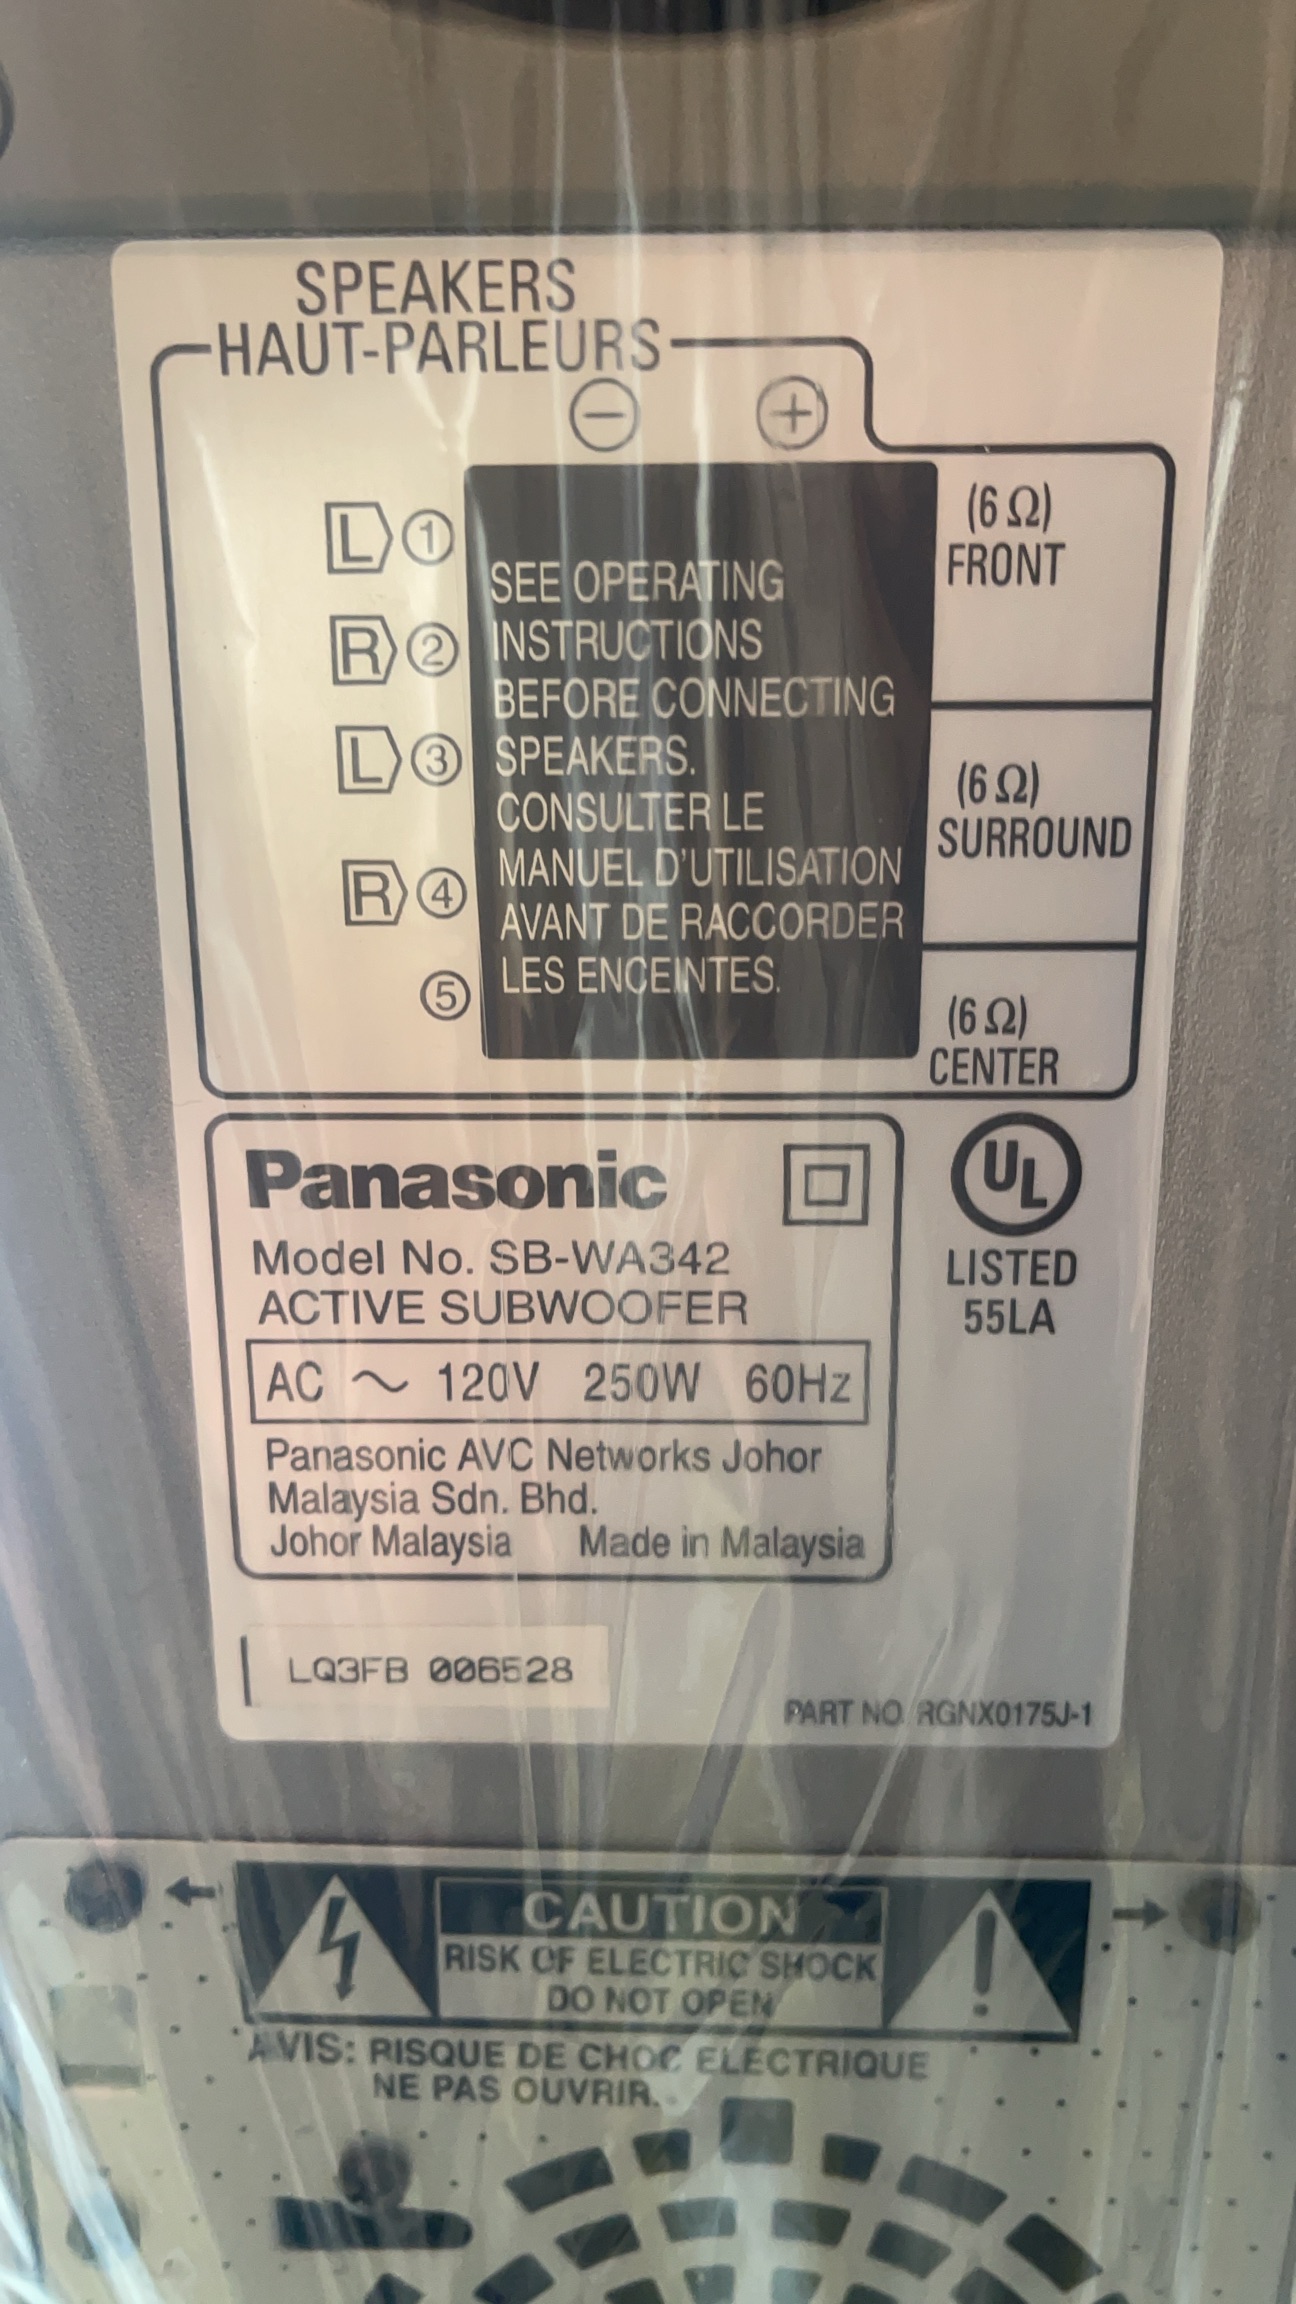 SPEAKERS
HAUT-PARLEURS
− +
L 1
R 2
L 3
R 4
5
SEE OPERATING
INSTRUCTIONS
BEFORE CONNECTING
SPEAKERS.
CONSULTER LE
MANUEL D'UTILISATION
AVANT DE RACCORDER
LES ENCEINTES.
(6 Ω)
FRONT
(6 Ω)
SURROUND
(6 Ω)
CENTER
Panasonic
Model No. SB-WA342
ACTIVE SUBWOOFER
AC ~ 120V 250W 60Hz
Panasonic AVC Networks Johor
Malaysia Sdn. Bhd.
Johor Malaysia Made in Malaysia
UL
LISTED
55LA
LQ3FB 006528
PART NO. RGNX0175J-1
CAUTION
RISK OF ELECTRIC SHOCK
DO NOT OPEN
AVIS: RISQUE DE CHOC ELECTRIQUE
NE PAS OUVRIR.